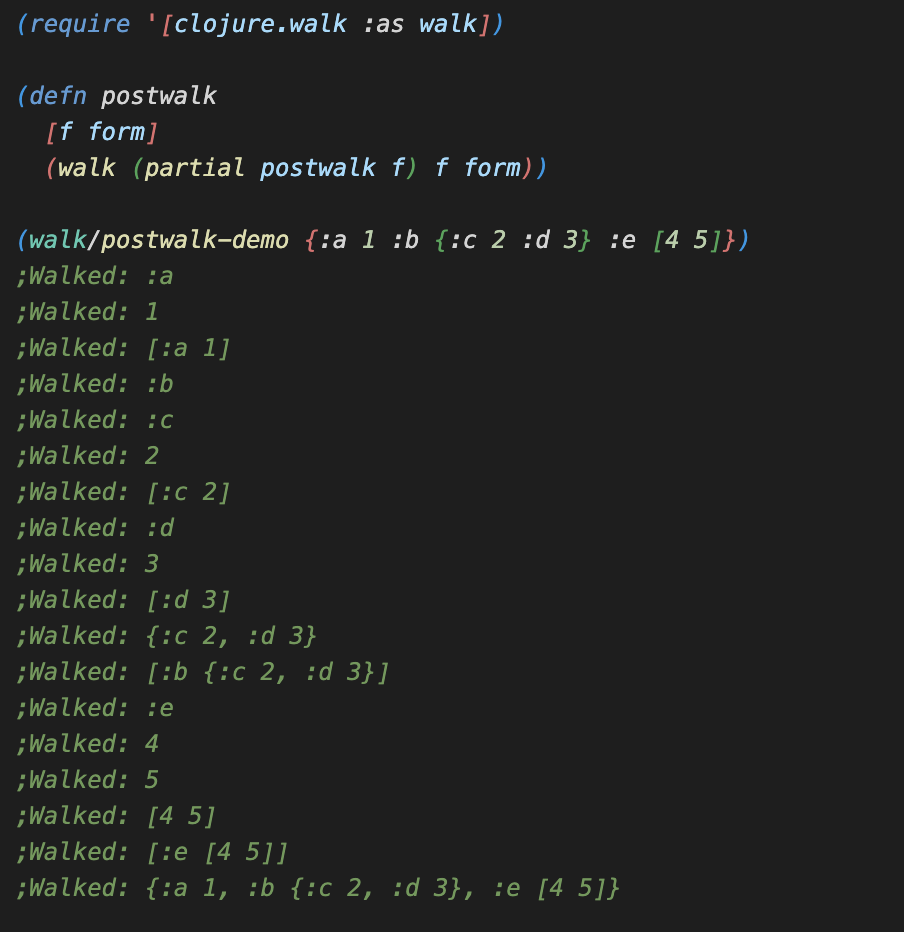 (require '[clojure.walk :as walk])
(defn postwalk
[f form]
(walk (partial postwalk f) f form))
(walk/postwalk-demo {:a 1 :b {:c 2 :d 3} :e [4 5]})
;Walked: :a
;Walked: 1
;Walked: [:a 1]
;Walked: :b
;Walked: :c
;Walked: 2
;Walked: [:c 2]
;Walked: :d
;Walked: 3
;Walked: [:d 3]
;Walked: {:c 2, :d 3}
;Walked: [:b {:c 2, :d 3}]
;Walked: :e
;Walked: 4
;Walked: 5
;Walked: [4 5]
;Walked: [:e [4 5]]
;Walked: {:a 1, :b {:c 2, :d 3}, :e [4 5]}